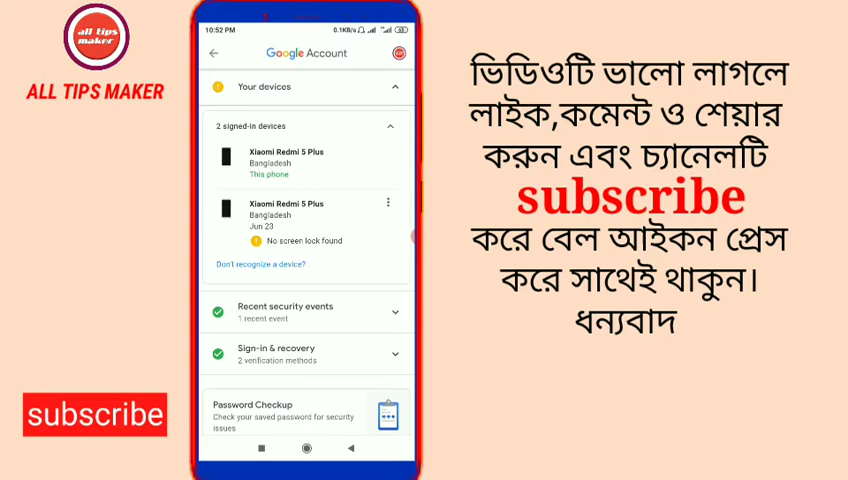 all tips
maker
ALL TIPS MAKER
subscribe
10:52 PM
0.1KB/s
Google Account
Your devices
2 signed-in devices
Xiaomi Redmi 5 Plus
Bangladesh
This phone
Xiaomi Redmi 5 Plus
Bangladesh
Jun 23
No screen lock found
Don't recognize a device?
Recent security events
1 recent event
Sign-in & recovery
2 verification methods
Password Checkup
Check your saved password for security
issues
ভিডিওটি ভালো লাগলে
লাইক,কমেন্ট ও শেয়ার
করুন এবং চ্যানেলটি
subscribe
করে বেল আইকন প্রেস
করে সাথেই থাকুন।
ধন্যবাদ